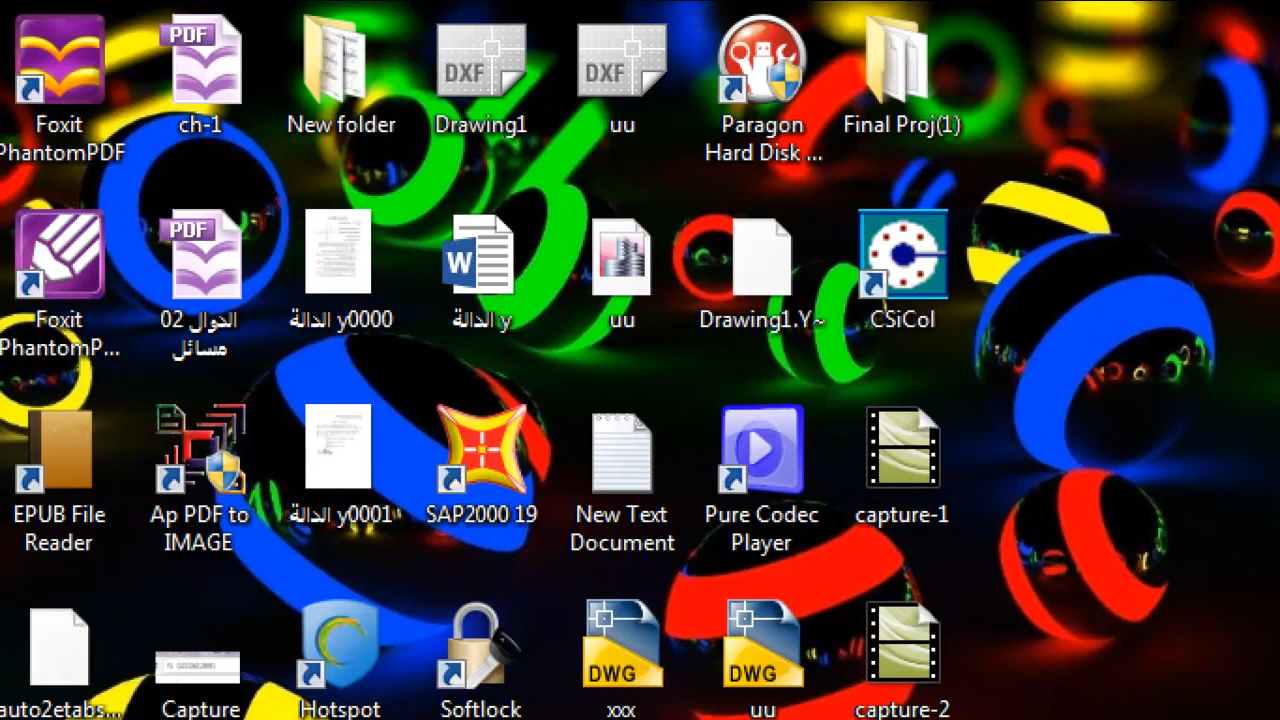 PDF
DXF
DXF
Foxit
PhantomPDF
ch-1
New folder
Drawing1
uu
Paragon
Hard Disk ...
Final Proj(1)
PDF
W
Foxit
PhantomP...
الدوال 02
مسائل
الدالة y0000
الدالة y
uu
Drawing1.Y~
CSiCol
EPUB File
Reader
Ap PDF to
IMAGE
الدالة y0001
SAP2000 19
New Text
Document
Pure Codec
Player
capture-1
DWG
DWG
auto2etabs...
Capture
Hotspot
Softlock
xxx
uu
capture-2